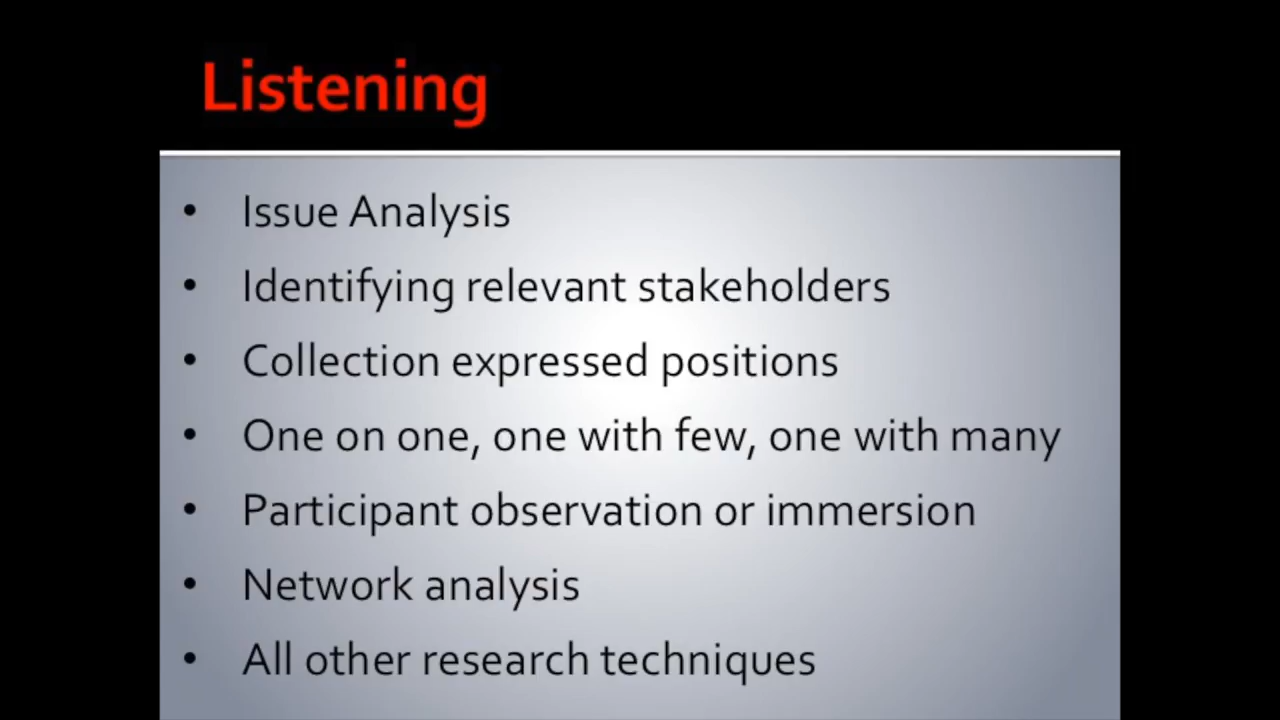 Listening
• Issue Analysis
• Identifying relevant stakeholders
• Collection expressed positions
• One on one, one with few, one with many
• Participant observation or immersion
• Network analysis
• All other research techniques